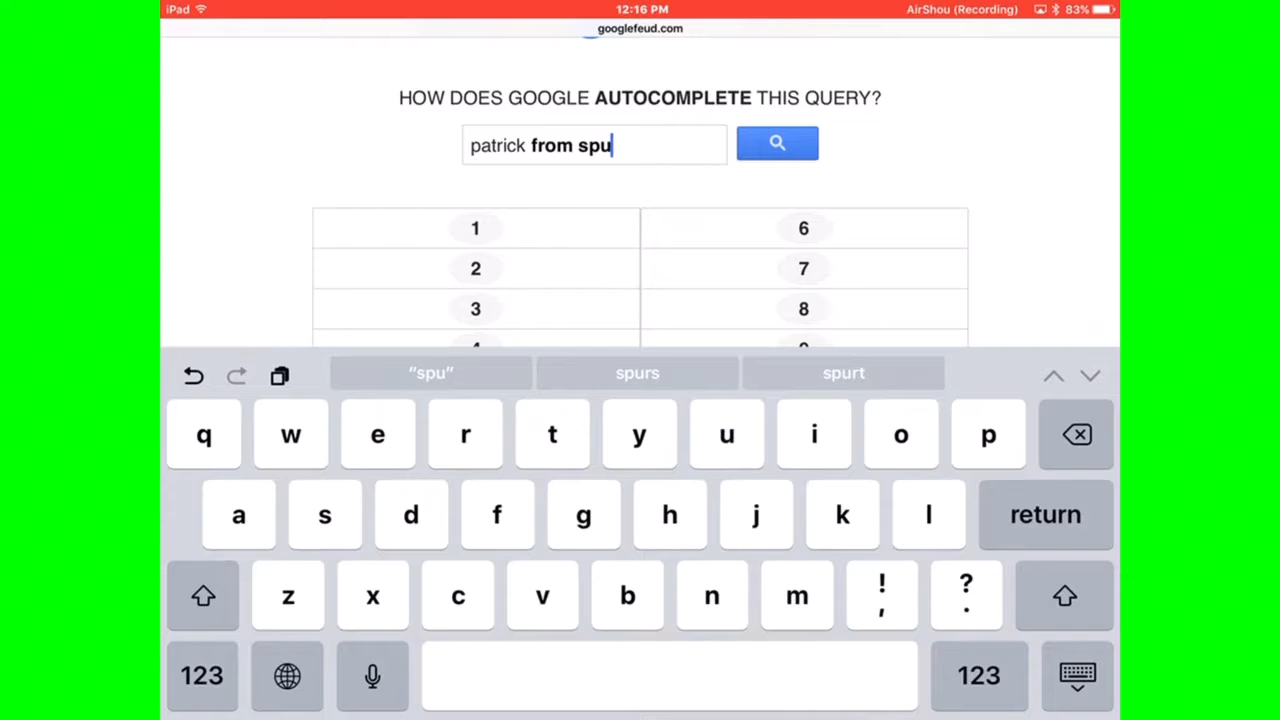 iPad 12:16 PM AirShou (Recording) 83%
googlefeud.com
HOW DOES GOOGLE AUTOCOMPLETE THIS QUERY?
patrick from spu
1 6
2 7
3 8
“spu” spurs spurt
q w e r t y u i o p
a s d f g h j k l return
z x c v b n m ! , ? .
123 123